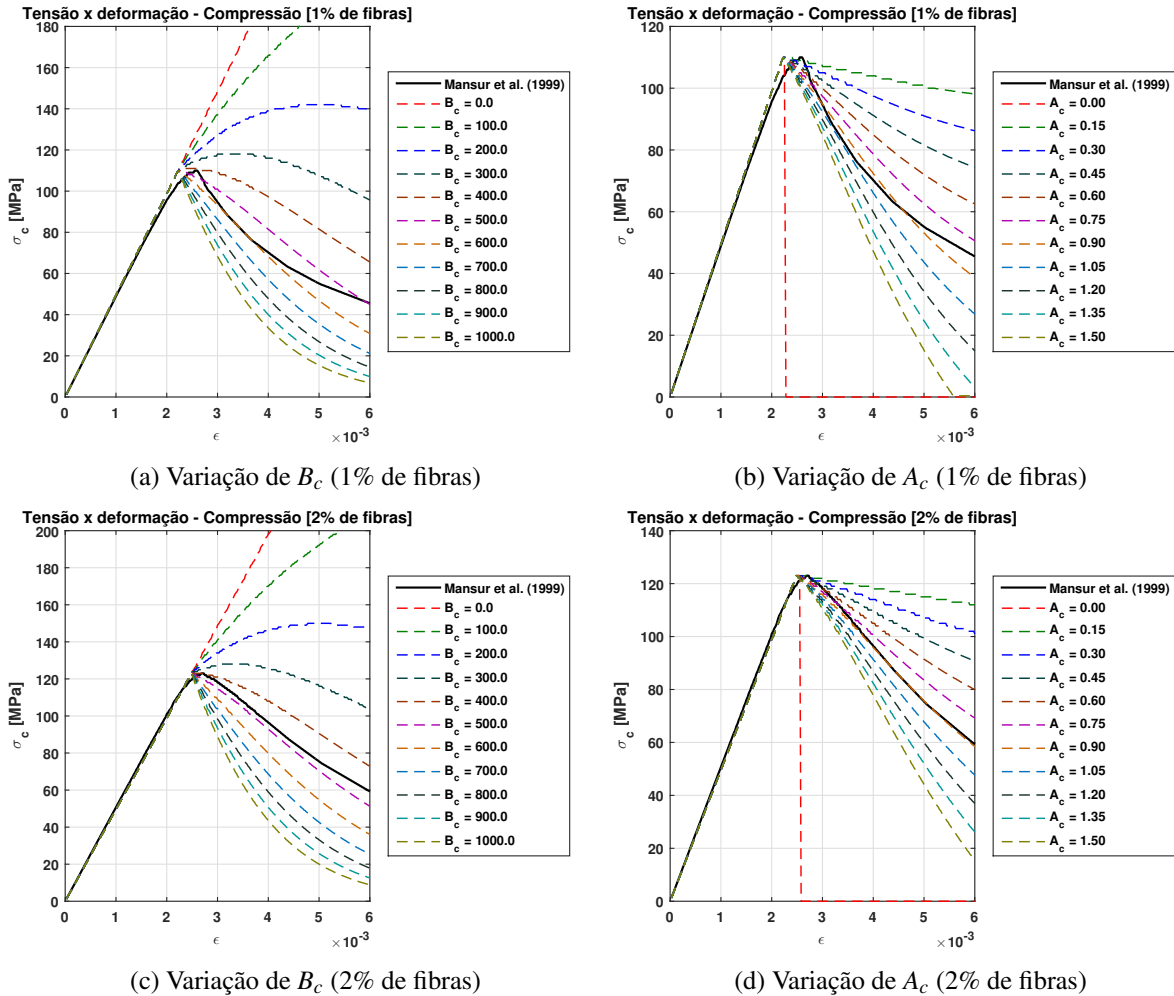 Tensão x deformação - Compressão [1% de fibras]
180
160
140
120
100
80
60
40
20
0
σc [MPa]
0 1 2 3 4 5 6
ϵ
×10-3
Mansur et al. (1999)
Bc = 0.0
Bc = 100.0
Bc = 200.0
Bc = 300.0
Bc = 400.0
Bc = 500.0
Bc = 600.0
Bc = 700.0
Bc = 800.0
Bc = 900.0
Bc = 1000.0
(a) Variação de Bc (1% de fibras)
Tensão x deformação - Compressão [1% de fibras]
120
100
80
60
40
20
0
σc [MPa]
0 1 2 3 4 5 6
ϵ
×10-3
Mansur et al. (1999)
Ac = 0.00
Ac = 0.15
Ac = 0.30
Ac = 0.45
Ac = 0.60
Ac = 0.75
Ac = 0.90
Ac = 1.05
Ac = 1.20
Ac = 1.35
Ac = 1.50
(b) Variação de Ac (1% de fibras)
Tensão x deformação - Compressão [2% de fibras]
200
180
160
140
120
100
80
60
40
20
0
σc [MPa]
0 1 2 3 4 5 6
ϵ
×10-3
Mansur et al. (1999)
Bc = 0.0
Bc = 100.0
Bc = 200.0
Bc = 300.0
Bc = 400.0
Bc = 500.0
Bc = 600.0
Bc = 700.0
Bc = 800.0
Bc = 900.0
Bc = 1000.0
(c) Variação de Bc (2% de fibras)
Tensão x deformação - Compressão [2% de fibras]
140
120
100
80
60
40
20
0
σc [MPa]
0 1 2 3 4 5 6
ϵ
×10-3
Mansur et al. (1999)
Ac = 0.00
Ac = 0.15
Ac = 0.30
Ac = 0.45
Ac = 0.60
Ac = 0.75
Ac = 0.90
Ac = 1.05
Ac = 1.20
Ac = 1.35
Ac = 1.50
(d) Variação de Ac (2% de fibras)